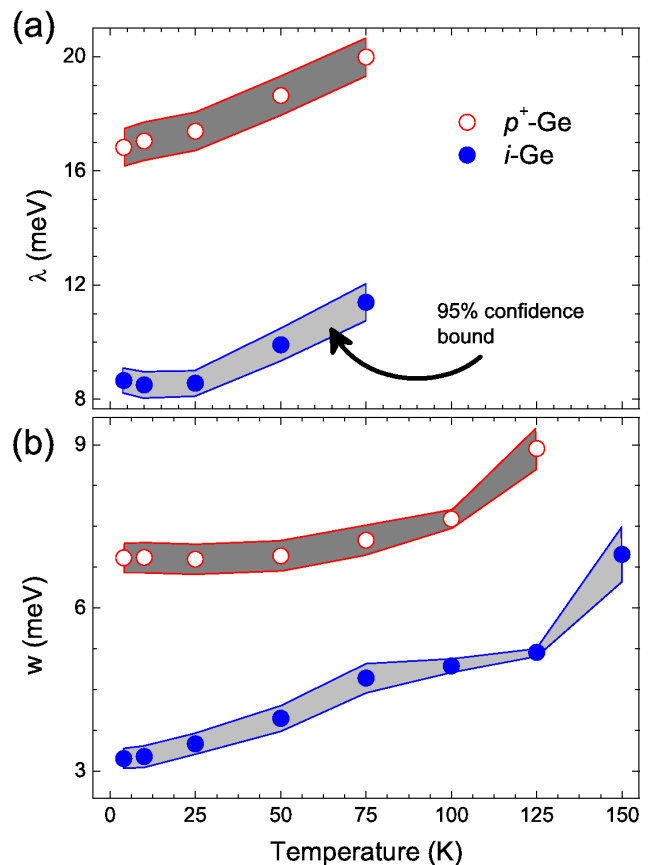 (a)
20
16
12
8
λ (meV)
p⁺-Ge
i-Ge
95% confidence
bound
(b)
9
6
3
w (meV)
0 25 50 75 100 125 150
Temperature (K)